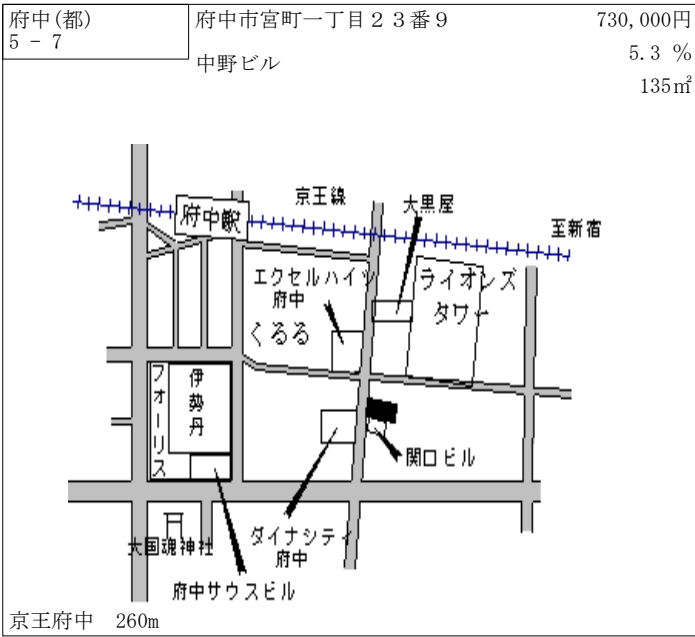 府中(都)
5 - 7
府中市宮町一丁目２３番９
730,000円
中野ビル
5.3 %
135㎡
京王線
大黒屋
府中駅
至新宿
エクセルハイツ
府中
ライオンズ
タワー
くるる
フォーリス
伊勢丹
関口ビル
ダイナシティ
府中
大国魂神社
府中サウスビル
京王府中　260m